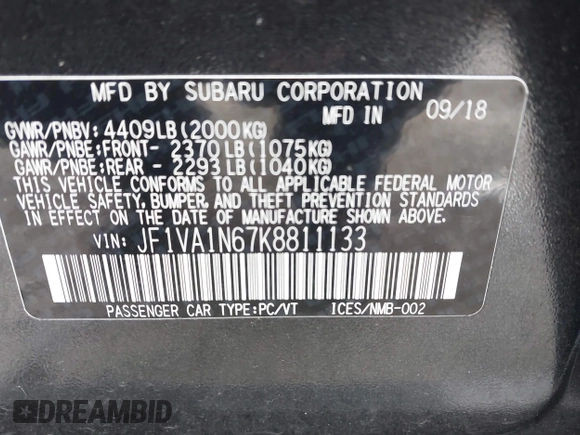 MFD BY SUBARU CORPORATION
MFD IN 09/18
GVWR/PNBV: 4409LB(2000KG)
GAWR/PNBE:FRONT- 2370LB(1075KG)
GAWR/PNBE:REAR - 2293LB(1040KG)
THIS VEHICLE CONFORMS TO ALL APPLICABLE FEDERAL MOTOR
VEHICLE SAFETY, BUMPER, AND THEFT PREVENTION STANDARDS
IN EFFECT ON THE DATE OF MANUFACTURE SHOWN ABOVE.
VIN: JF1VA1N67K8811133
PASSENGER CAR TYPE:PC/VT ICES/NMB-002
DREAMBID